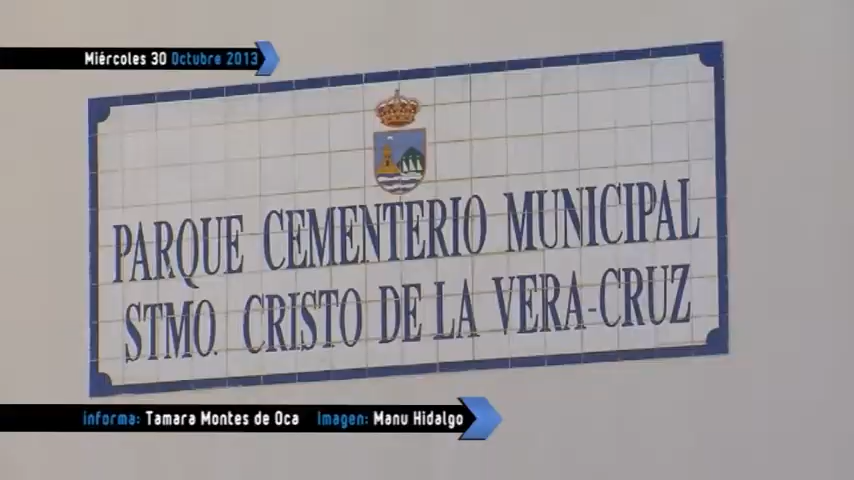 Miércoles 30 Octubre 2013
PARQUE CEMENTERIO MUNICIPAL
STMO. CRISTO DE LA VERA-CRUZ
informa: Tamara Montes de Oca Imagen: Manu Hidalgo